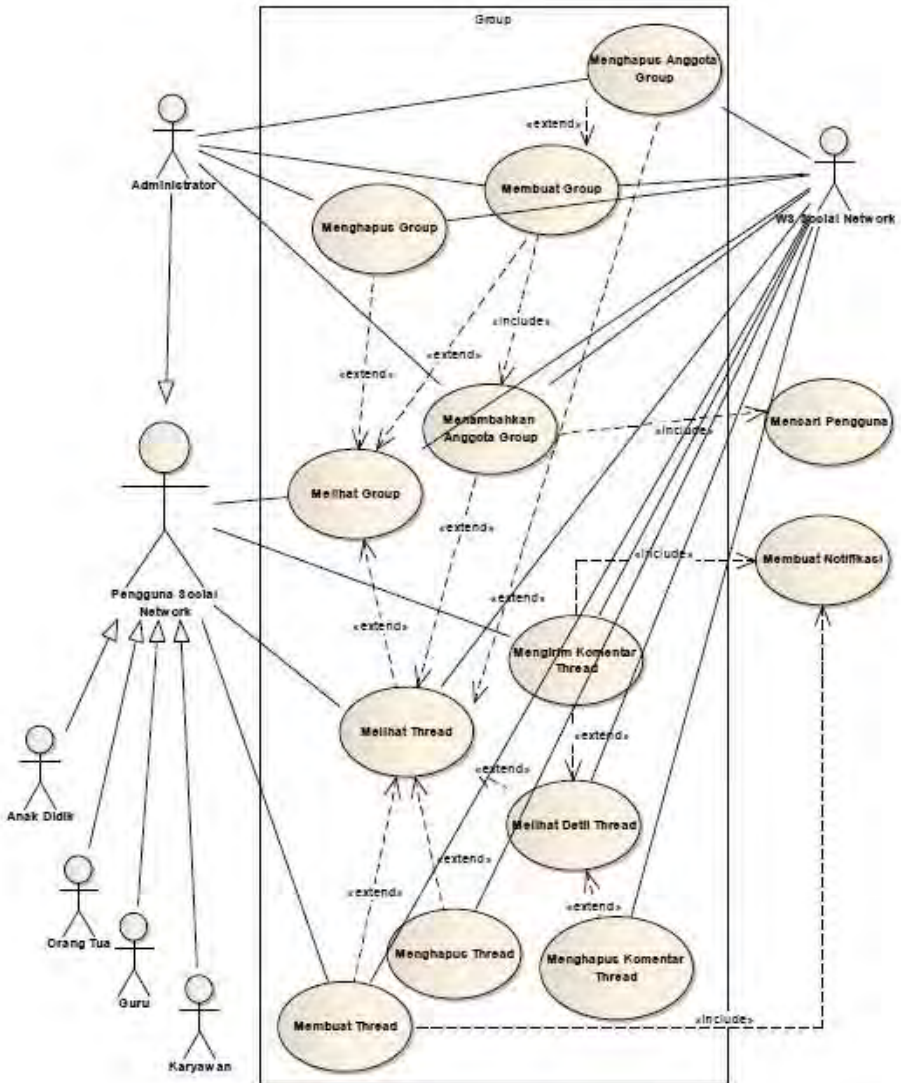 Group
Menghapus Anggota
Group
«extend»
Administrator
Membuat Group
WS Social Network
Menghapus Group
«include»
«extend»
«extend»
Menambahkan
Anggota Group
«include»
Mencari Pengguna
Melihat Group
«extend»
«extend»
«include»
Membuat Notifikasi
Pengguna Social
Network
«extend»
Mengirim Komentar
Thread
Melihat Thread
«extend»
«extend»
Anak Didik
Melihat Detil Thread
«extend»
«extend»
«extend»
Orang Tua
Menghapus Thread
Menghapus Komentar
Thread
Guru
Membuat Thread
«include»
Karyawan